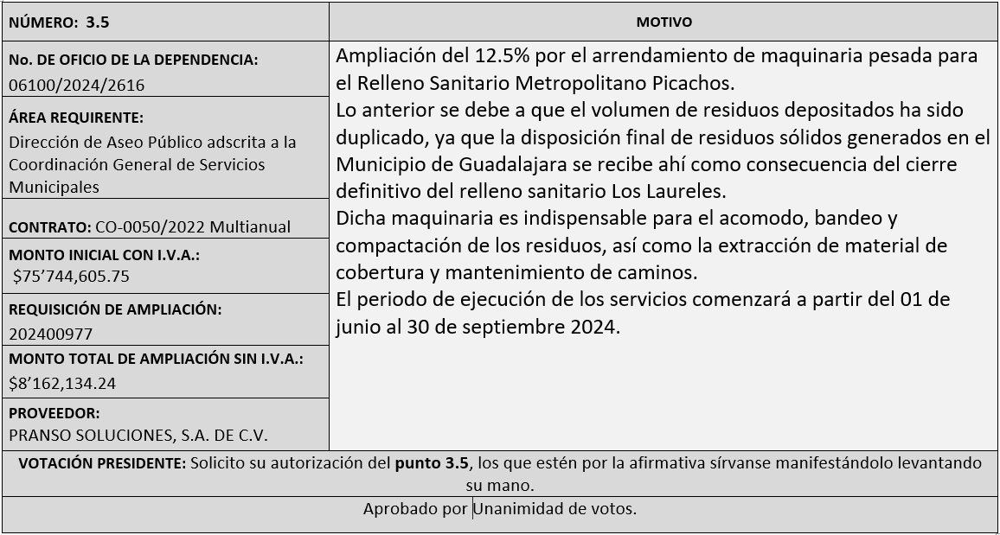 NÚMERO: 3.5
MOTIVO
No. DE OFICIO DE LA DEPENDENCIA:
06100/2024/2616
ÁREA REQUIRENTE:
Dirección de Aseo Público adscrita a la
Coordinación General de Servicios
Municipales
CONTRATO: CO-0050/2022 Multianual
MONTO INICIAL CON I.V.A.:
$75’744,605.75
REQUISICIÓN DE AMPLIACIÓN:
202400977
MONTO TOTAL DE AMPLIACIÓN SIN I.V.A.:
$8’162,134.24
PROVEEDOR:
PRANSO SOLUCIONES, S.A. DE C.V.
Ampliación del 12.5% por el arrendamiento de maquinaria pesada para
el Relleno Sanitario Metropolitano Picachos.
Lo anterior se debe a que el volumen de residuos depositados ha sido
duplicado, ya que la disposición final de residuos sólidos generados en el
Municipio de Guadalajara se recibe ahí como consecuencia del cierre
definitivo del relleno sanitario Los Laureles.
Dicha maquinaria es indispensable para el acomodo, bandeo y
compactación de los residuos, así como la extracción de material de
cobertura y mantenimiento de caminos.
El periodo de ejecución de los servicios comenzará a partir del 01 de
junio al 30 de septiembre 2024.
VOTACIÓN PRESIDENTE: Solicito su autorización del punto 3.5, los que estén por la afirmativa sírvanse manifestándolo levantando
su mano.
Aprobado por Unanimidad de votos.